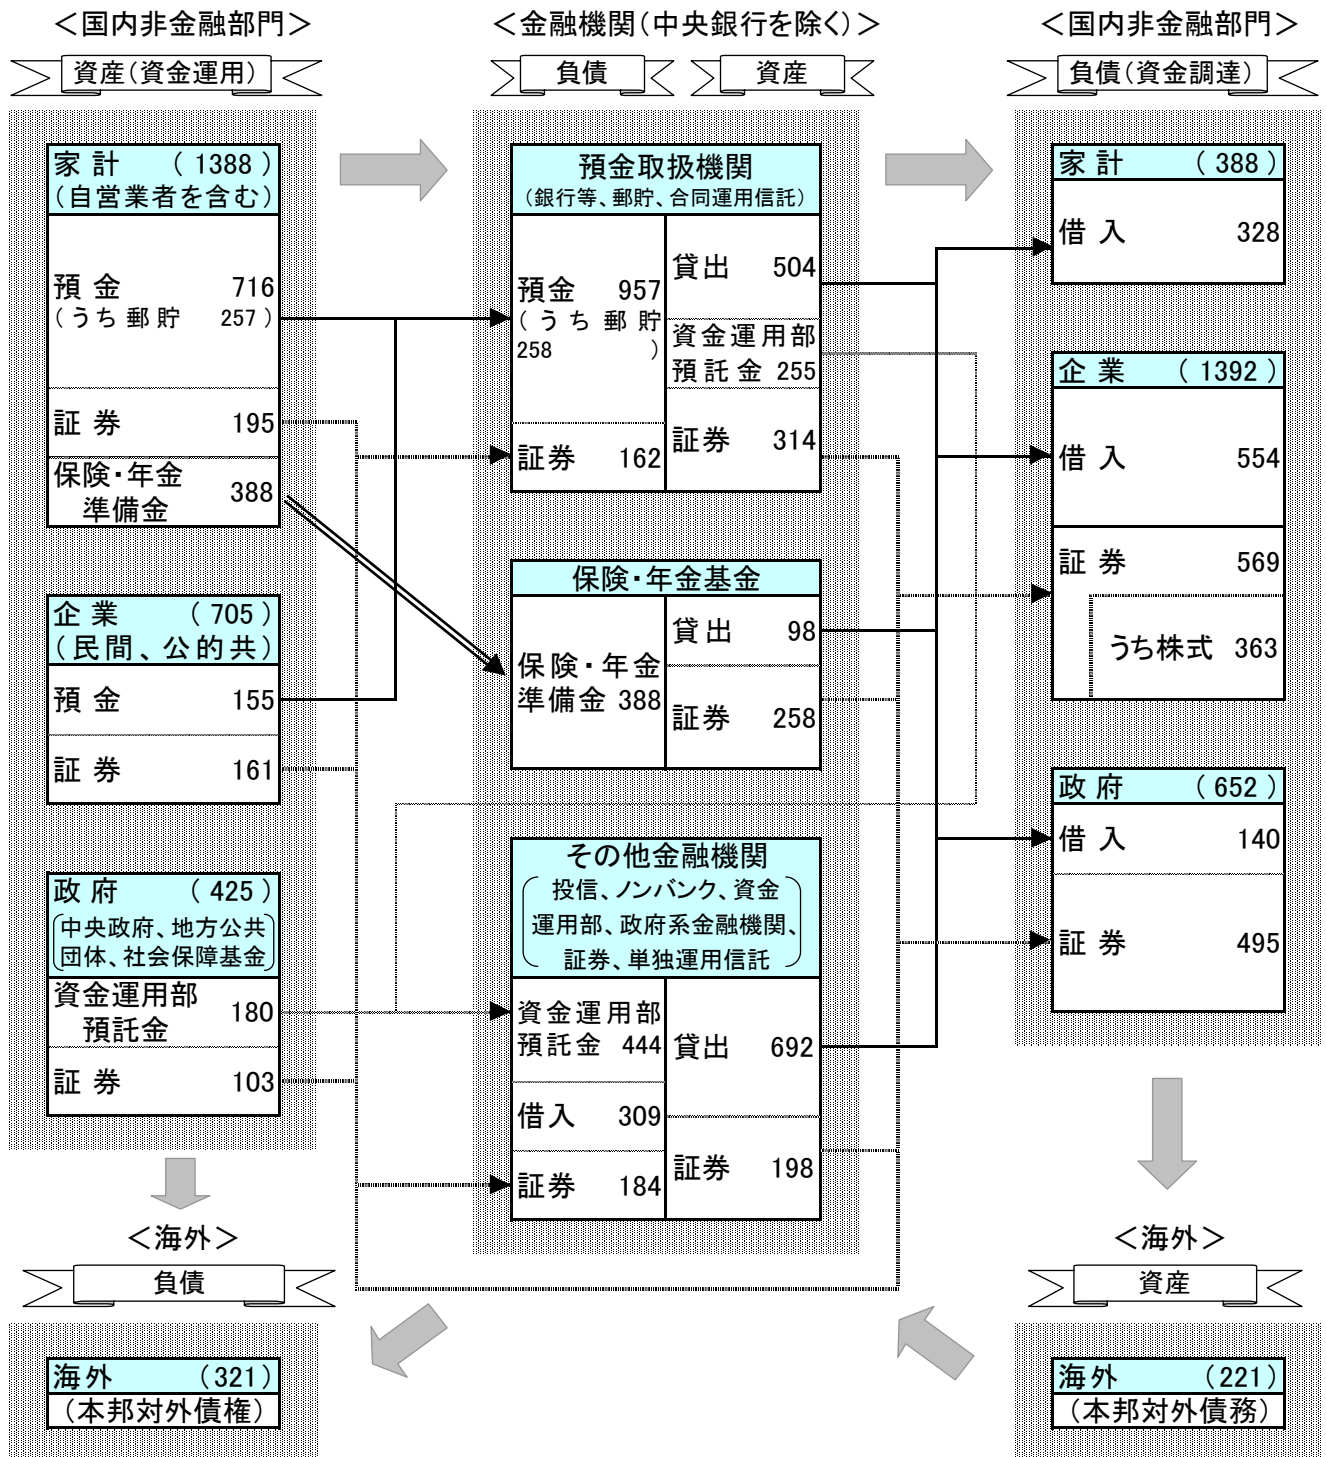 ＜国内非金融部門＞
資産（資金運用）
家 計 （ 1388 ）
（自営業者を含む）
預 金 716
（うち郵貯 257 ）
証 券 195
保険・年金
準備金 388
企 業 （ 705 ）
（民間、公的共）
預 金 155
証 券 161
政 府 （ 425 ）
中央政府、地方公共
団体、社会保障基金
資金運用部
預託金 180
証 券 103
＜海外＞
負債
海外 （321）
（本邦対外債権）
＜金融機関（中央銀行を除く）＞
負債 資産
預金取扱機関
（銀行等、郵貯、合同運用信託）
預金 957
（うち郵貯
258 ）
証券 162
貸出 504
資金運用部
預託金 255
証券 314
保険・年金基金
保険・年金
準備金 388
貸出 98
証券 258
その他金融機関
投信、ノンバンク、資金
運用部、政府系金融機関、
証券、単独運用信託
資金運用部
預託金 444
借入 309
証券 184
貸出 692
証券 198
＜国内非金融部門＞
負債（資金調達）
家 計 （ 388 ）
借 入 328
企 業 （ 1392 ）
借 入 554
証 券 569
うち株式 363
政 府 （ 652 ）
借 入 140
証 券 495
＜海外＞
資産
海外 （221）
（本邦対外債務）